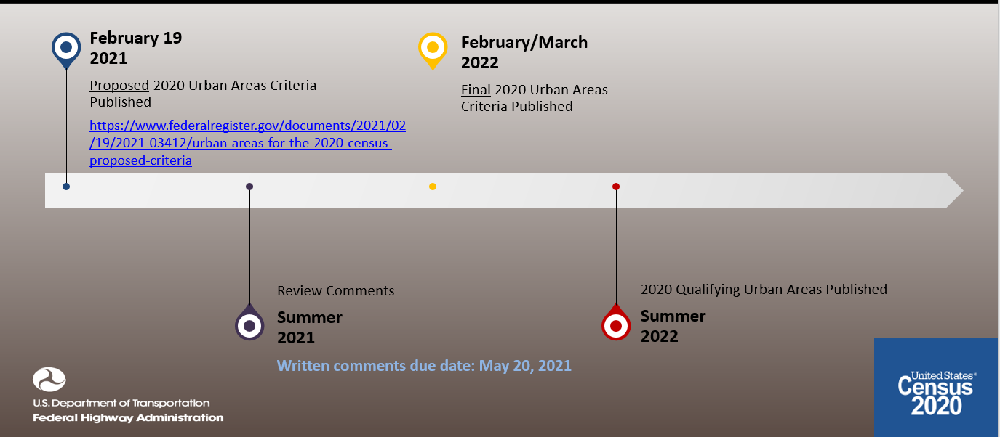 February 19
2021
Proposed 2020 Urban Areas Criteria
Published
https://www.federalregister.gov/documents/2021/02
/19/2021-03412/urban-areas-for-the-2020-census-
proposed-criteria
February/March
2022
Final 2020 Urban Areas
Criteria Published
Review Comments
Summer
2021
Written comments due date: May 20, 2021
2020 Qualifying Urban Areas Published
Summer
2022
U.S. Department of Transportation
Federal Highway Administration
United States®
Census
2020